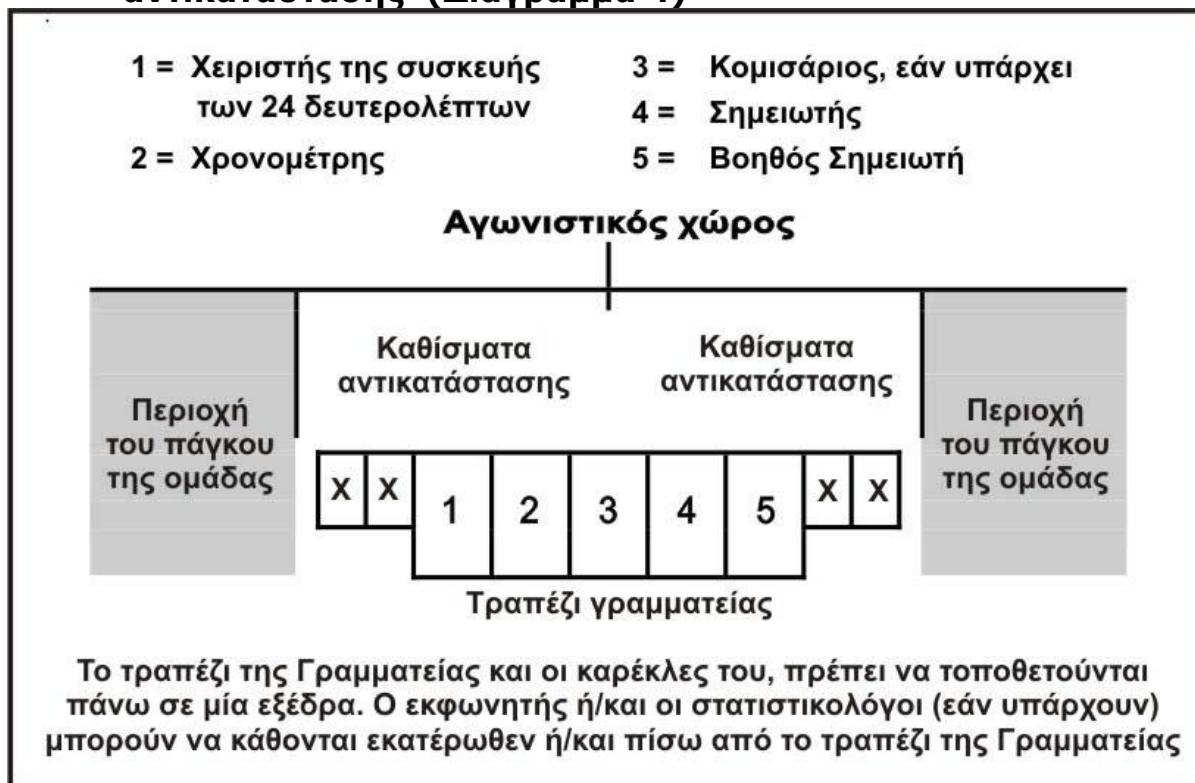 αντικατάστασης (Διάγραμμα 4)
1 = Χειριστής της συσκευής
των 24 δευτερολέπτων
2 = Χρονομέτρης
3 = Κομισάριος, εάν υπάρχει
4 = Σημειωτής
5 = Βοηθός Σημειωτή
Αγωνιστικός χώρος
Περιοχή
του πάγκου
της ομάδας
Καθίσματα
αντικατάστασης
Καθίσματα
αντικατάστασης
Περιοχή
του πάγκου
της ομάδας
X X 1 2 3 4 5 X X
Τραπέζι γραμματείας
Το τραπέζι της Γραμματείας και οι καρέκλες του, πρέπει να τοποθετούνται
πάνω σε μία εξέδρα. Ο εκφωνητής ή/και οι στατιστικολόγοι (εάν υπάρχουν)
μπορούν να κάθονται εκατέρωθεν ή/και πίσω από το τραπέζι της Γραμματείας